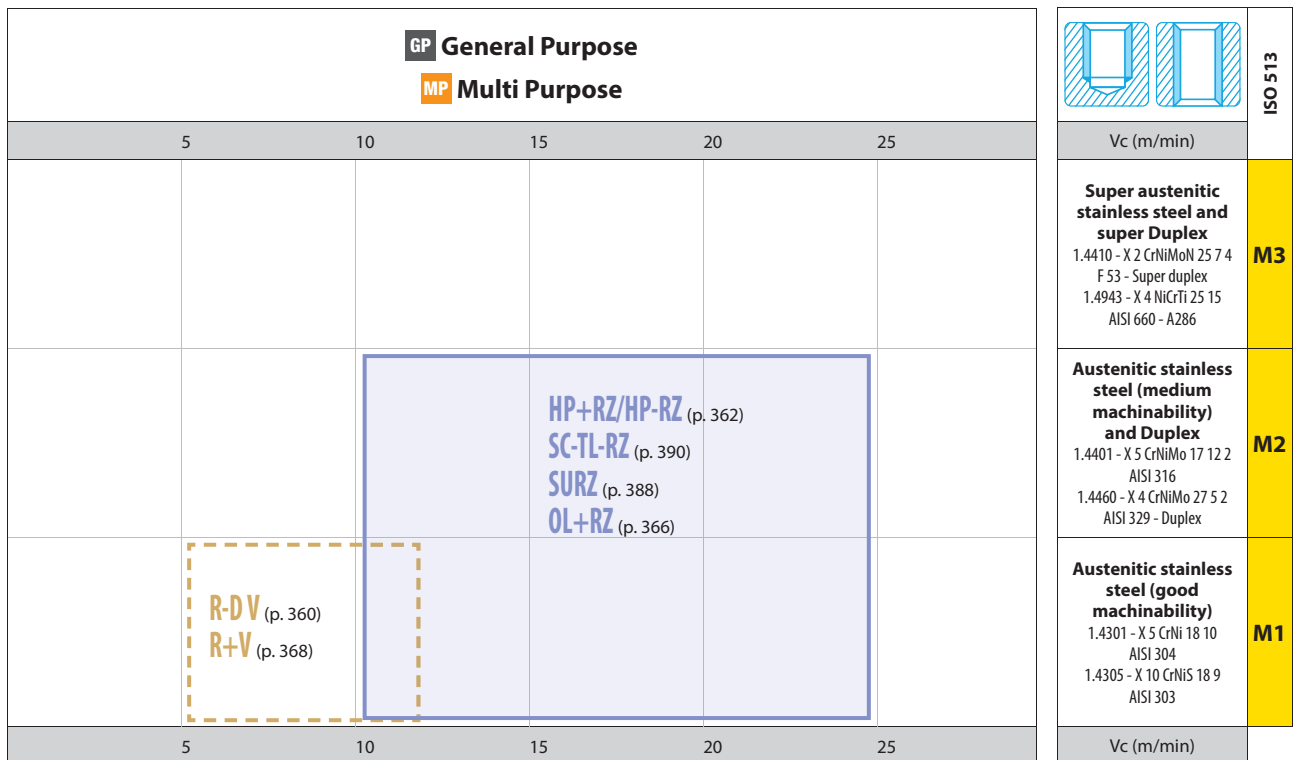 GP General Purpose
MP Multi Purpose
ISO 513
5 10 15 20 25
Vc (m/min)
Super austenitic
stainless steel and
super Duplex
1.4410 - X 2 CrNiMoN 25 7 4
F 53 - Super duplex
1.4943 - X 4 NiCrTi 25 15
AISI 660 - A286
M3
HP+RZ/HP-RZ (p. 362)
SC-TL-RZ (p. 390)
SURZ (p. 388)
OL+RZ (p. 366)
Austenitic stainless
steel (medium
machinability)
and Duplex
1.4401 - X 5 CrNiMo 17 12 2
AISI 316
1.4460 - X 4 CrNiMo 27 5 2
AISI 329 - Duplex
M2
R-D V (p. 360)
R+V (p. 368)
Austenitic stainless
steel (good
machinability)
1.4301 - X 5 CrNi 18 10
AISI 304
1.4305 - X 10 CrNiS 18 9
AISI 303
M1
5 10 15 20 25
Vc (m/min)